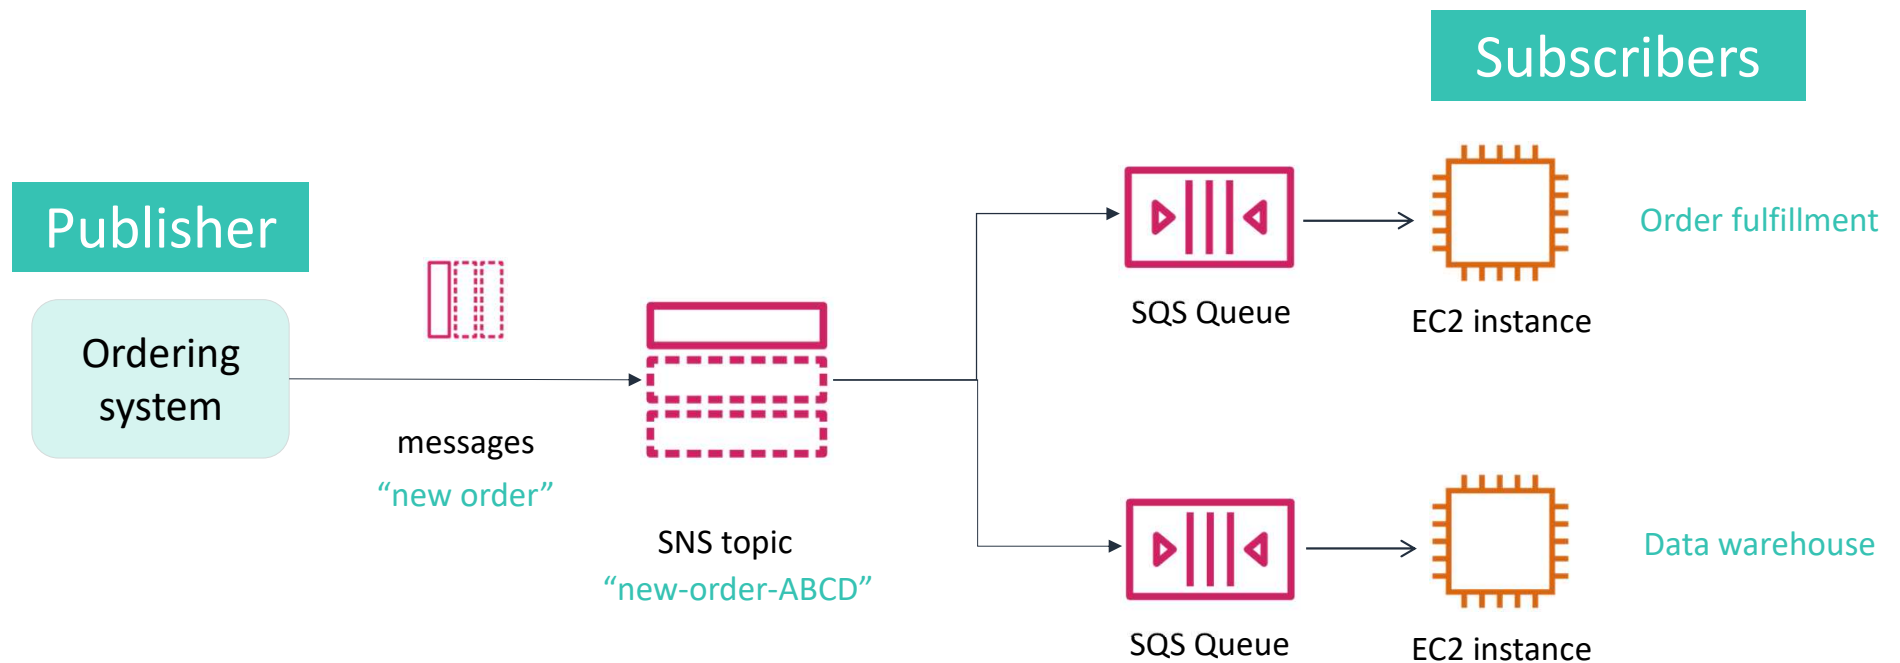 Subscribers
Publisher
Ordering
system
messages
“new order”
SNS topic
“new-order-ABCD”
SQS Queue
EC2 instance
Order fulfillment
SQS Queue
EC2 instance
Data warehouse